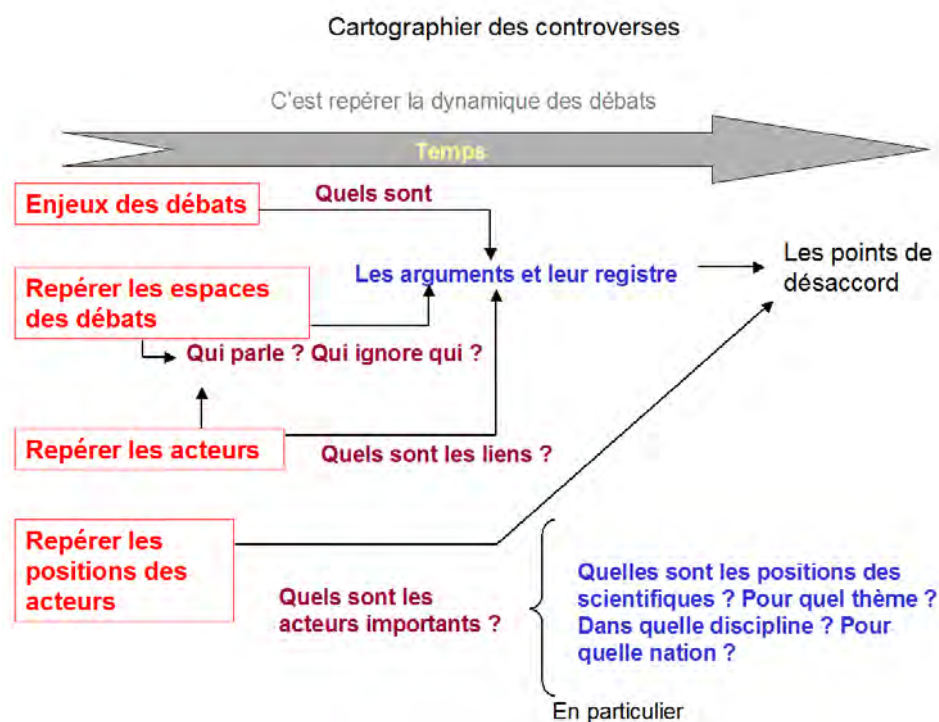 Cartographier des controverses
C'est repérer la dynamique des débats
Temps
Enjeux des débats
Quels sont
Les arguments et leur registre
Les points de
désaccord
Repérer les espaces
des débats
Qui parle ? Qui ignore qui ?
Repérer les acteurs
Quels sont les liens ?
Repérer les
positions des
acteurs
Quels sont les
acteurs importants ?
Quelles sont les positions des
scientifiques ? Pour quel thème ?
Dans quelle discipline ? Pour
quelle nation ?
En particulier